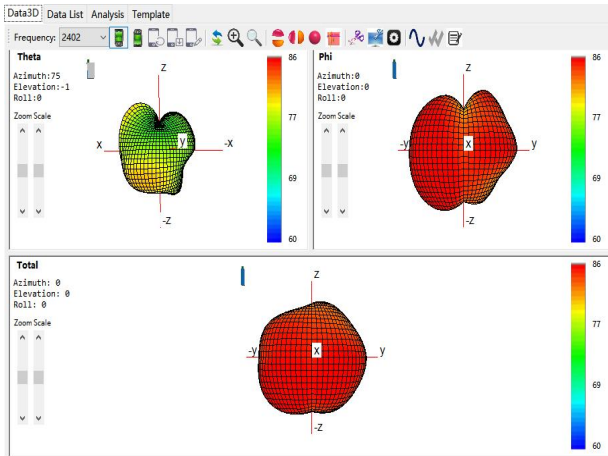 Data3D Data List Analysis Template
Frequency: 2402
Theta
Azimuth:75
Elevation:-1
Roll:0
Zoom Scale
Z
x
y
-x
-Z
86
77
69
60
Phi
Azimuth:0
Elevation:0
Roll:0
Zoom Scale
Z
-y
x
y
-Z
86
77
69
60
Total
Azimuth: 0
Elevation: 0
Roll: 0
Zoom Scale
Z
-y
x
y
-Z
86
77
69
60